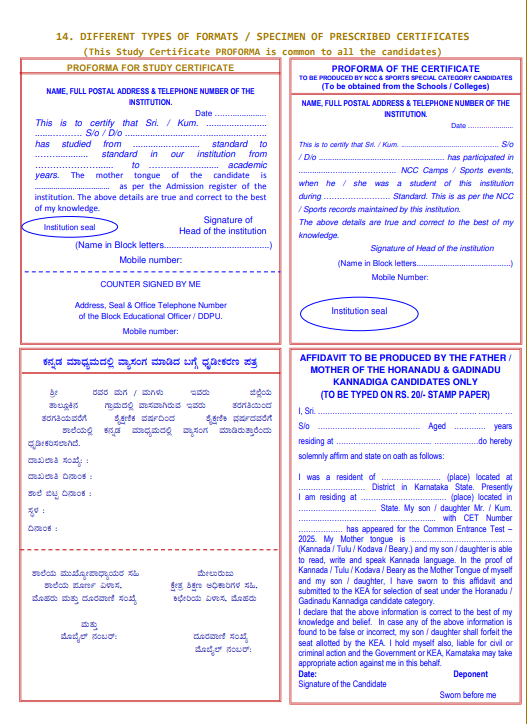 14. DIFFERENT TYPES OF FORMATS / SPECIMEN OF PRESCRIBED CERTIFICATES
(This Study Certificate PROFORMA is common to all the candidates)
PROFORMA FOR STUDY CERTIFICATE
NAME, FULL POSTAL ADDRESS & TELEPHONE NUMBER OF THE
INSTITUTION.
Date ....................
This is to certify that Sri. / Kum. .....................
..................... S/o / D/o ................................................
has studied from ..................... standard to
..................... standard in our institution from
..................... to ..................... academic
years. The mother tongue of the candidate is
................................ as per the Admission register of the
institution. The above details are true and correct to the best
of my knowledge.
Institution seal
Signature of
Head of the institution
(Name in Block letters....................................)
Mobile number:
COUNTER SIGNED BY ME
Address, Seal & Office Telephone Number
of the Block Educational Officer / DDPU.
Mobile number:
PROFORMA OF THE CERTIFICATE
TO BE PRODUCED BY NCC & SPORTS SPECIAL CATEGORY CANDIDATES
(To be obtained from the Schools / Colleges)
NAME, FULL POSTAL ADDRESS & TELEPHONE NUMBER OF THE
INSTITUTION.
Date ....................
This is to certify that Sri. / Kum. ........................................ S/o
/ D/o ........................................ has participated in
................................ NCC Camps / Sports events,
when he / she was a student of this institution
during ..................... Standard. This is as per the NCC
/ Sports records maintained by this institution.
The above details are true and correct to the best of my
knowledge.
Signature of Head of the institution
(Name in Block letters....................................)
Mobile Number:
Institution seal
ಕನ್ನಡ ಮಾಧ್ಯಮದಲ್ಲಿ ವ್ಯಾಸಂಗ ಮಾಡಿದ ಬಗ್ಗೆ ಧೃಡೀಕರಣ ಪತ್ರ
ಶ್ರೀ ರವರ ಮಗ / ಮಗಳು ಇವರು ಜಿಲ್ಲೆಯ
ತಾಲ್ಲೂಕಿನ ಗ್ರಾಮದಲ್ಲಿ ವಾಸವಾಗಿರುವ ಇವರು ತರಗತಿಯಿಂದ
ತರಗತಿಯವರೆಗೆ ಶೈಕ್ಷಣಿಕ ವರ್ಷದಿಂದ ಶೈಕ್ಷಣಿಕ ವರ್ಷದವರೆಗೆ
ಶಾಲೆಯಲ್ಲಿ ಕನ್ನಡ ಮಾಧ್ಯಮದಲ್ಲಿ ವ್ಯಾಸಂಗ ಮಾಡಿರುತ್ತಾರೆಂದು
ಧೃಡೀಕರಿಸಲಾಗಿದೆ.
ದಾಖಲಾತಿ ಸಂಖ್ಯೆ :
ದಾಖಲಾತಿ ದಿನಾಂಕ :
ಶಾಲೆ ಬಿಟ್ಟ ದಿನಾಂಕ :
ಸ್ಥಳ :
ದಿನಾಂಕ :
ಶಾಲೆಯ ಮುಖ್ಯೋಪಾಧ್ಯಾಯರ ಸಹಿ
ಶಾಲೆಯ ಪೂರ್ಣ ವಿಳಾಸ,
ಮೊಹರು ಮತ್ತು ದೂರವಾಣಿ ಸಂಖ್ಯೆ
ಮತ್ತು
ಮೊಬೈಲ್ ನಂಬರ್:
ಮೇಲುರುಜು
ಕ್ಷೇತ್ರ ಶಿಕ್ಷಣ ಅಧಿಕಾರಿಗಳ ಸಹಿ,
ಕಛೇರಿಯ ವಿಳಾಸ, ಮೊಹರು
ದೂರವಾಣಿ ಸಂಖ್ಯೆ
ಮೊಬೈಲ್ ನಂಬರ್:
AFFIDAVIT TO BE PRODUCED BY THE FATHER /
MOTHER OF THE HORANADU & GADINADU
KANNADIGA CANDIDATES ONLY
(TO BE TYPED ON RS. 20/- STAMP PAPER)
I, Sri. ................................................ .....................
S/o ................................................ Aged .......... years
residing at ................................................do hereby
solemnly affirm and state on oath as follows:
I was a resident of ..................... (place) located at
..................... District in Karnataka State. Presently
I am residing at ..................... (place) located in
..................... State. My son / daughter Mr. / Kum.
................................................ with CET Number
................ has appeared for the Common Entrance Test –
2025. My Mother tongue is ................................
(Kannada / Tulu / Kodava / Beary.) and my son / daughter is able
to read, write and speak Kannada language. In the proof of
Kannada / Tulu / Kodava / Beary as the Mother Tongue of myself
and my son / daughter, I have sworn to this affidavit and
submitted to the KEA for selection of seat under the Horanadu /
Gadinadu Kannadiga candidate category.
I declare that the above information is correct to the best of my
knowledge and belief. In case any of the above information is
found to be false or incorrect, my son / daughter shall forfeit the
seat allotted by the KEA. I hold myself also, liable for civil or
criminal action and the Government or KEA, Karnataka may take
appropriate action against me in this behalf.
Date: Deponent
Signature of the Candidate
Sworn before me